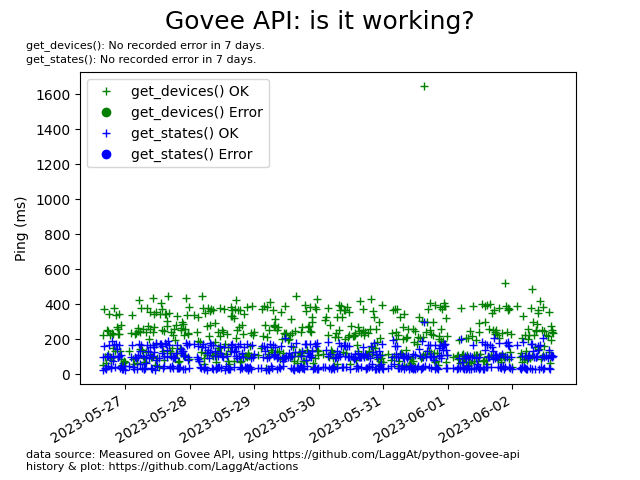 Govee API: is it working?
get_devices(): No recorded error in 7 days.
get_states(): No recorded error in 7 days.
get_devices() OK
get_devices() Error
get_states() OK
get_states() Error
Ping (ms)
1600
1400
1200
1000
800
600
400
200
0
2023-05-27
2023-05-28
2023-05-29
2023-05-30
2023-05-31
2023-06-01
2023-06-02
data source: Measured on Govee API, using https://github.com/LaggAt/python-govee-api
history & plot: https://github.com/LaggAt/actions